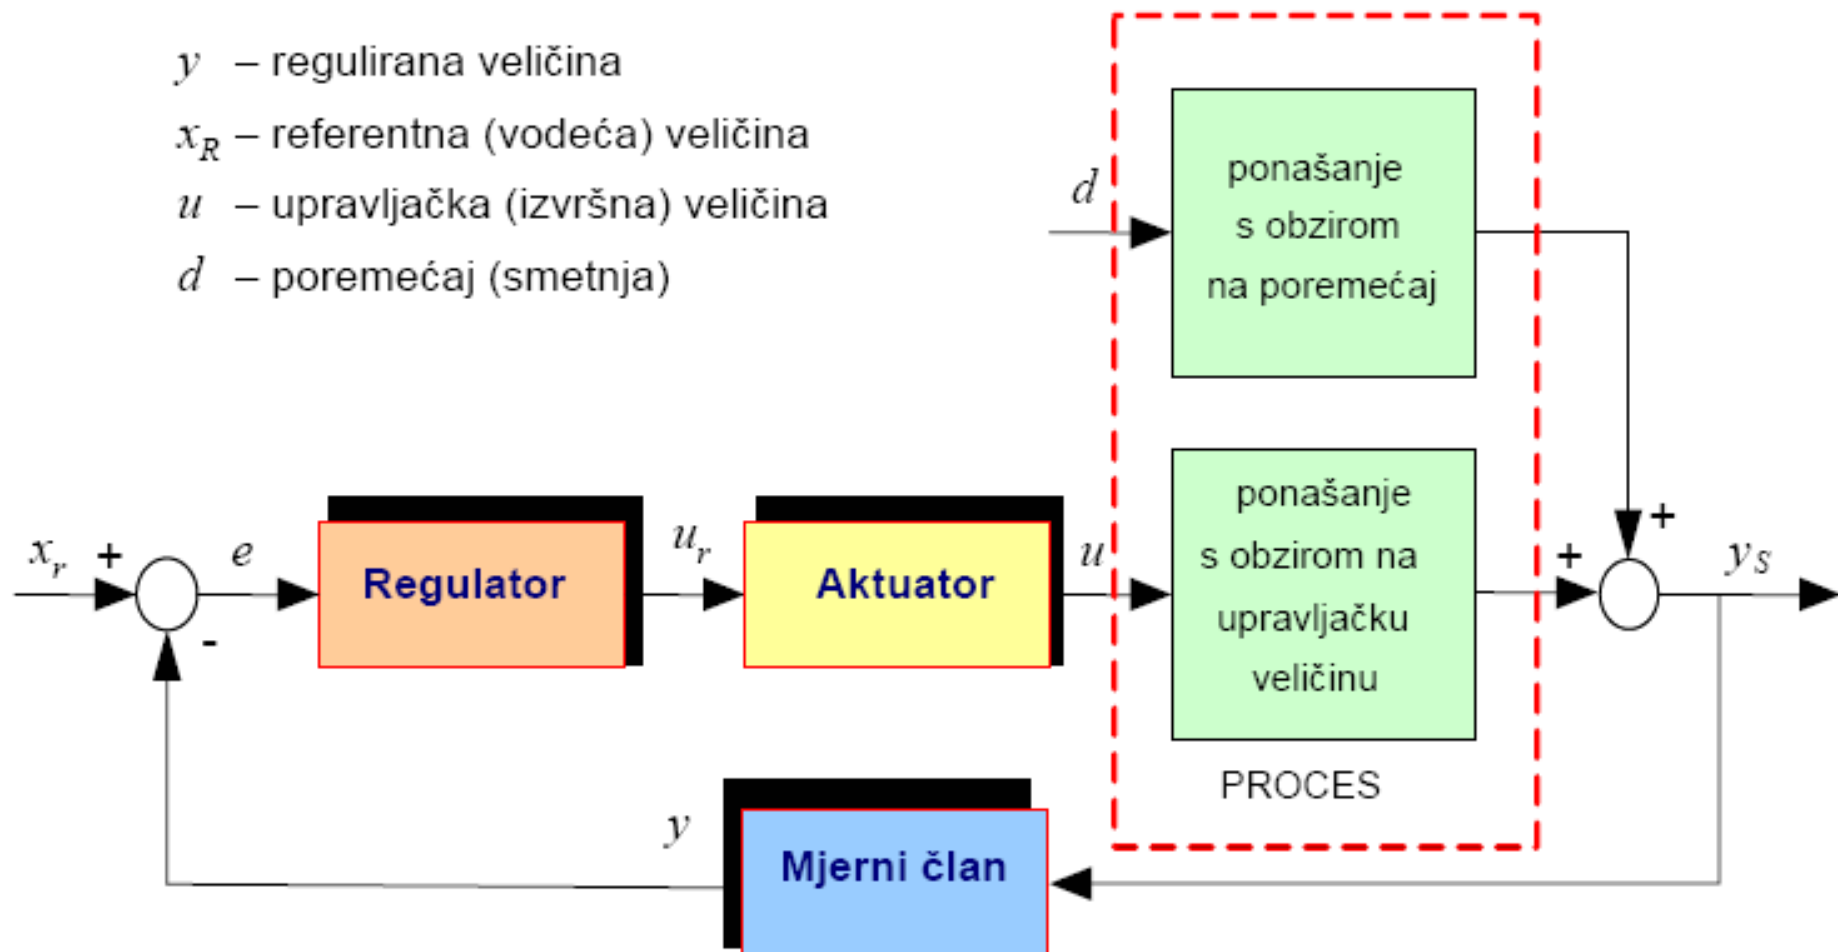 y – regulirana veličina
x_R – referentna (vodeća) veličina
u – upravljačka (izvršna) veličina
d – poremećaj (smetnja)
d
ponašanje
s obzirom
na poremećaj
+
x_r
+
-
e
Regulator
u_r
Aktuator
u
ponašanje
s obzirom na
upravljačku
veličinu
+
y_S
PROCES
y
Mjerni član